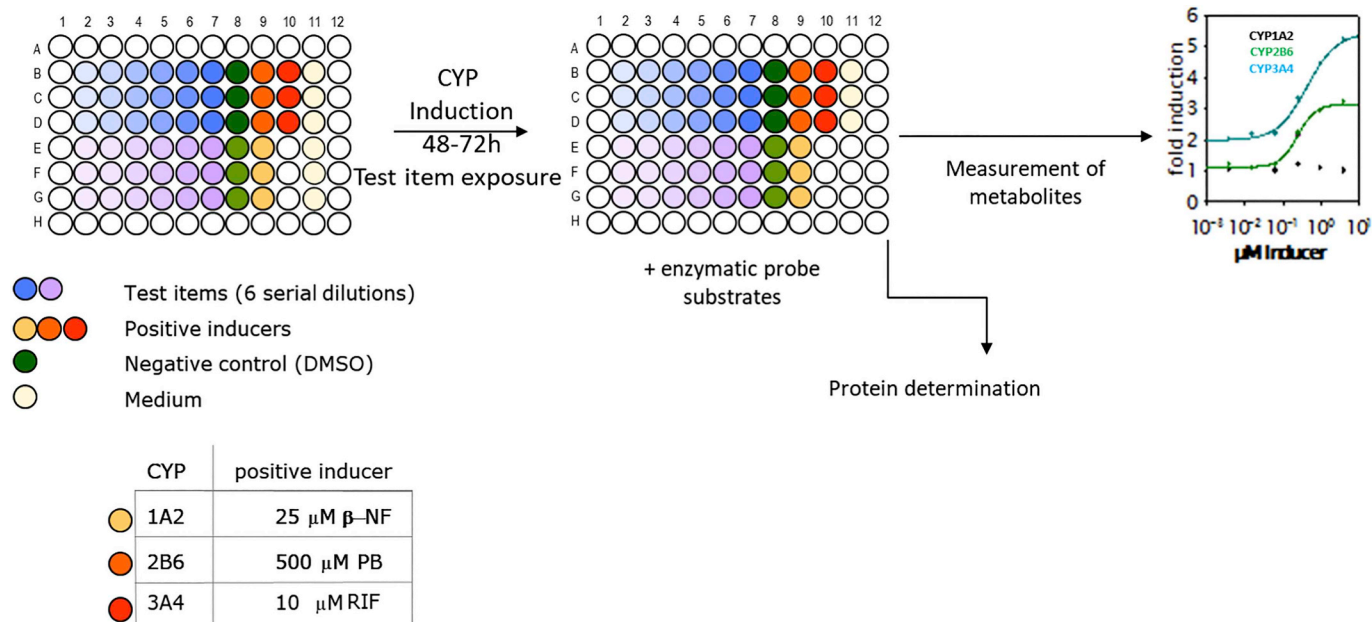 1 2 3 4 5 6 7 8 9 10 11 12
A
B
C
D
E
F
G
H
CYP
Induction
48-72h
Test item exposure
1 2 3 4 5 6 7 8 9 10 11 12
A
B
C
D
E
F
G
H
+ enzymatic probe
substrates
Measurement of
metabolites
Protein determination
fold induction
6
5
4
3
2
1
0
CYP1A2
CYP2B6
CYP3A4
10⁻³ 10⁻² 10⁻¹ 10⁰
µM Inducer
Test items (6 serial dilutions)
Positive inducers
Negative control (DMSO)
Medium
CYP positive inducer
1A2 25 µM β–NF
2B6 500 µM PB
3A4 10 µM RIF